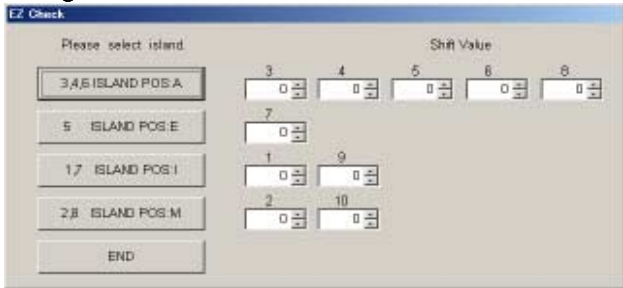 EZ Check
Please select island. Shift Value
3 4 5 6 8
3,4,6 ISLAND POS:A 0 0 0 0 0
7
5 ISLAND POS:E 0
1 9
1,7 ISLAND POS:I 0 0
2 10
2,8 ISLAND POS:M 0 0
END